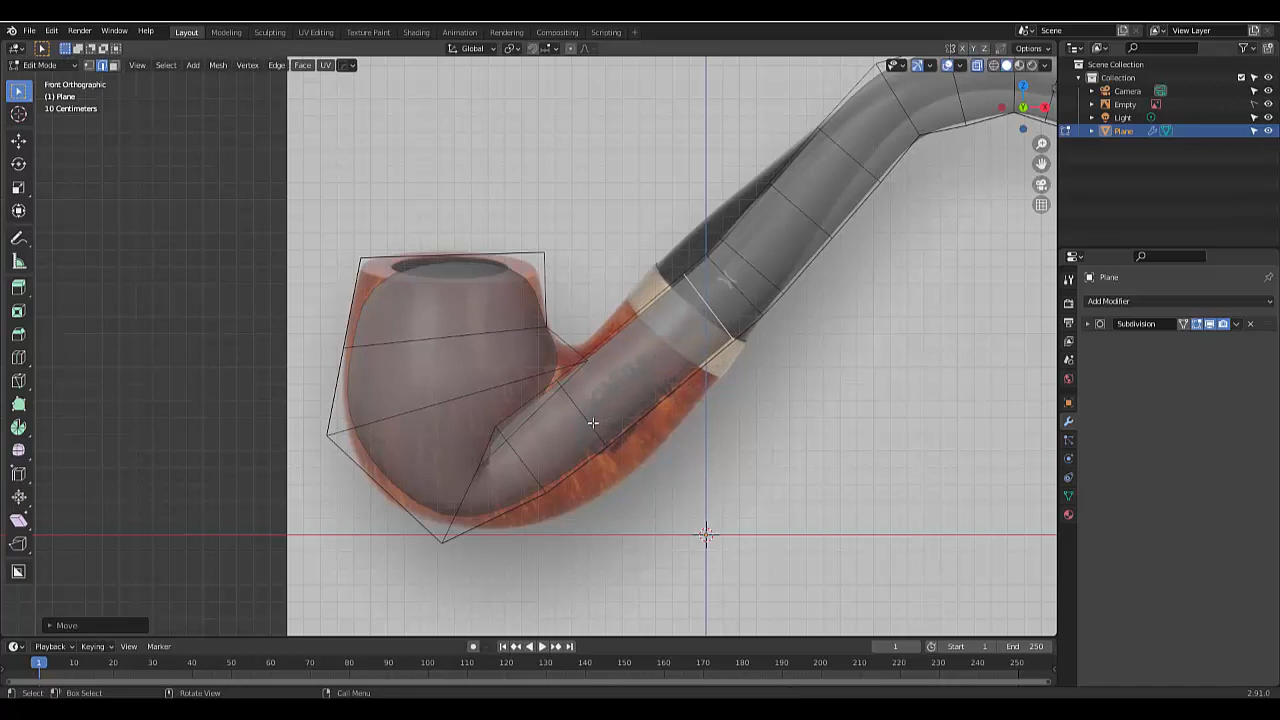 File Edit Render Window Help Layout Modeling Sculpting UV Editing Texture Paint Shading Animation Rendering Compositing Scripting + Scene View Layer
Global X Y Z Options
Edit Mode View Select Add Mesh Vertex Edge Face UV
Front Orthographic
(1) Plane
10 Centimeters
Scene Collection
Collection
Camera
Empty
Light
Plane
Plane
Add Modifier
Subdivision
Move
Playback Keying View Marker 1 Start 1 End 250
1 10 20 30 40 50 60 70 80 90 100 110 120 130 140 150 160 170 180 190 200 210 220 230 240 250
Select Box Select Rotate View Call Menu 2.91.0